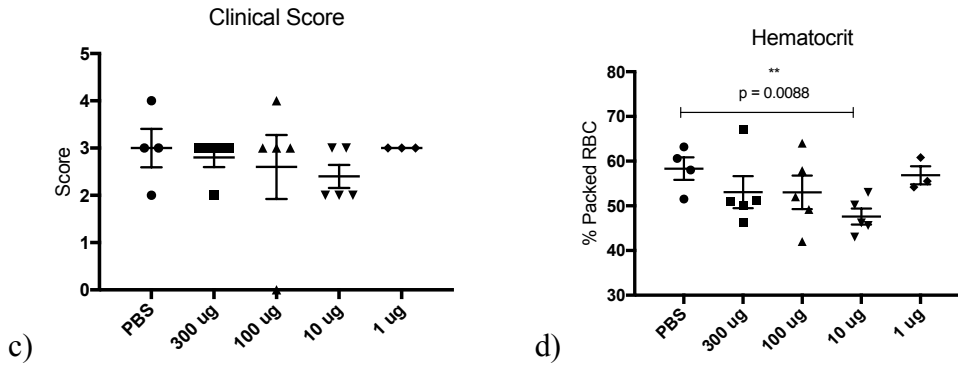 Clinical Score
Score
5
4
3
2
1
0
PBS
300 ug
100 ug
10 ug
1 ug
c)
Hematocrit
**
p = 0.0088
% Packed RBC
80
70
60
50
40
30
PBS
300 ug
100 ug
10 ug
1 ug
d)